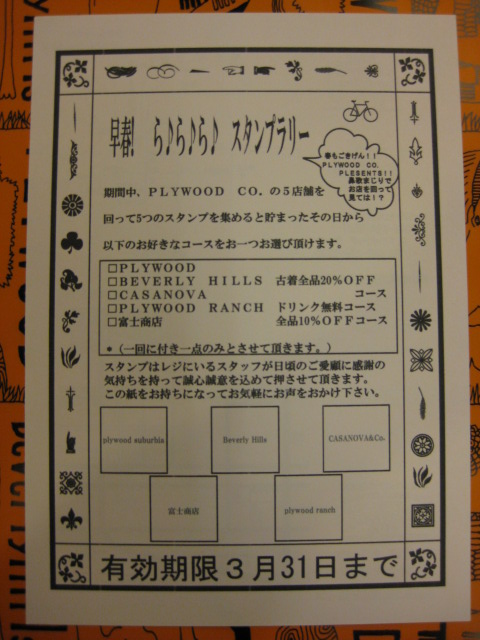 早春！ ら♪ら♪ら♪ スタンプラリー
春もごきげん！！
PLYWOOD CO.
PLESENTS！！
鼻歌まじりで
お店を回って
見ては！？
期間中、PLYWOOD CO.の５店舗を
回って5つのスタンプを集めると貯まったその日から
以下のお好きなコースをお一つお選び頂けます。
□PLYWOOD
□BEVERLY HILLS 古着全品20％OFF
□CASANOVA コース
□PLYWOOD RANCH ドリンク無料コース
□富士商店 全品10％OFFコース
＊（一回に付き一点のみとさせて頂きます。）
スタンプはレジにいるスタッフが日頃のご愛顧に感謝の
気持ちを持って誠心誠意を込めて押させて頂きます。
この紙をお持ちになってお気軽にお声をおかけ下さい。
plywood suburbia Beverly Hills CASANOVA&Co.
富士商店 plywood ranch
有効期限３月31日まで